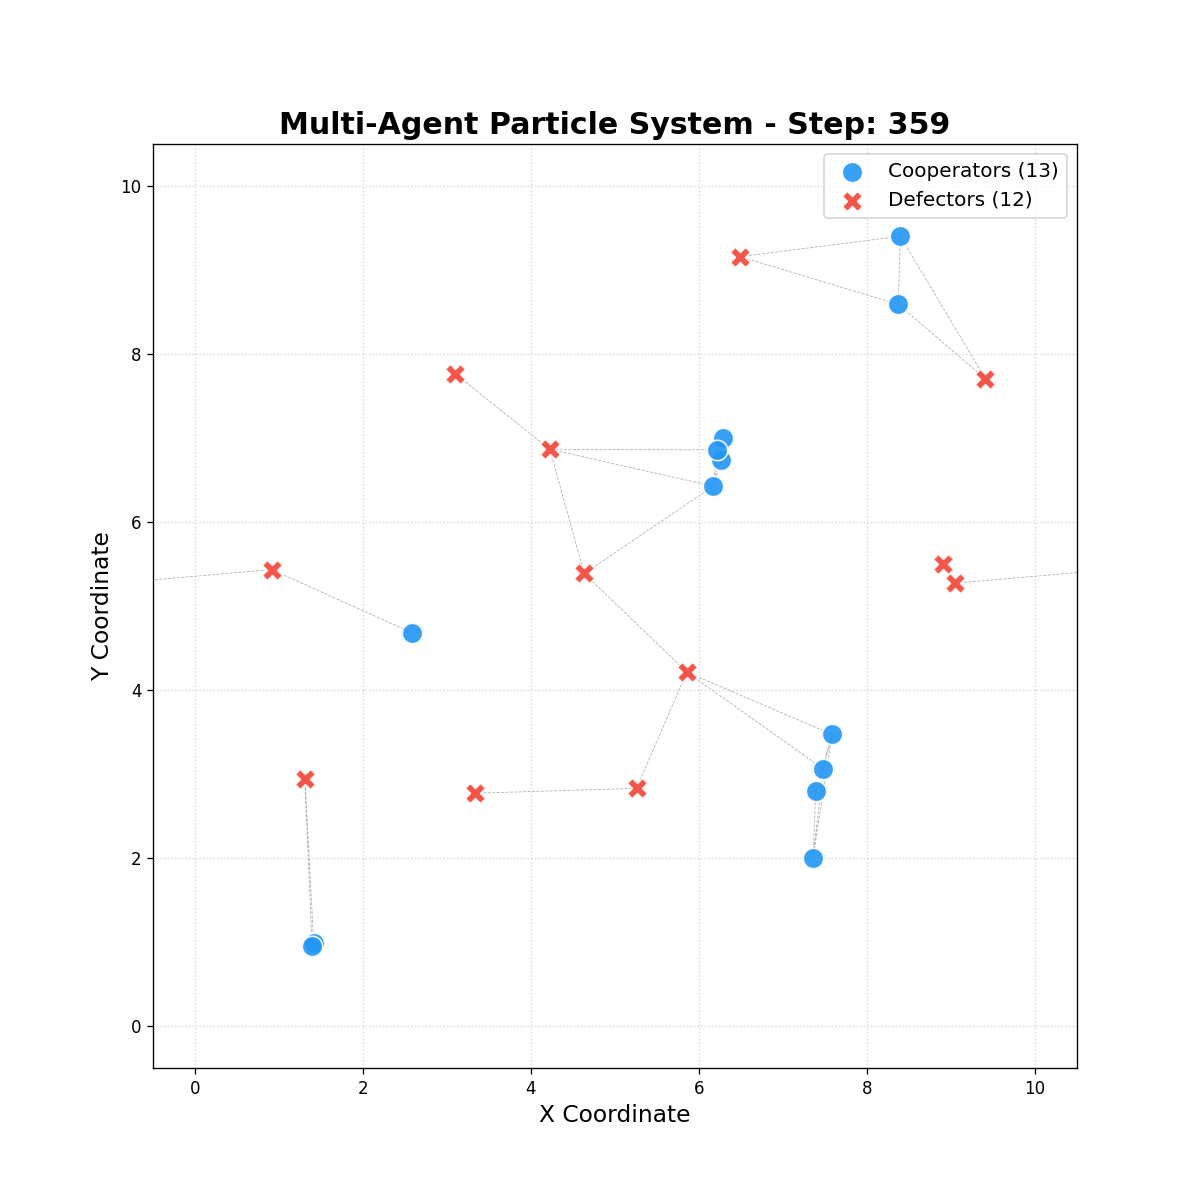 Multi-Agent Particle System - Step: 359
Cooperators (13)
Defectors (12)
10
8
6
4
2
0
Y Coordinate
0 2 4 6 8 10
X Coordinate